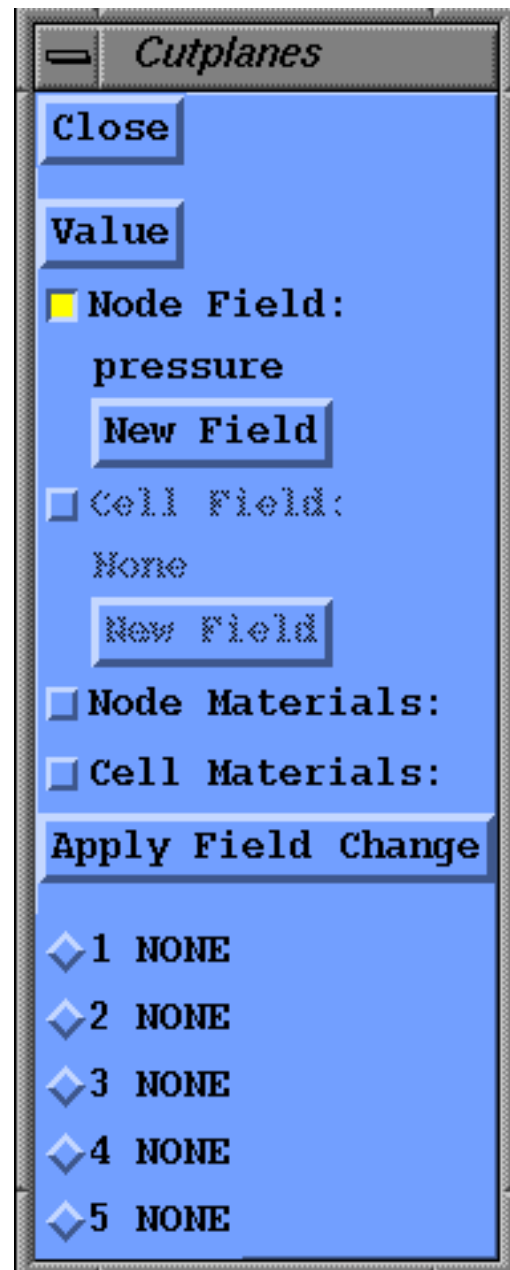 Cutplanes
Close
Value
Node Field:
pressure
New Field
Cell Field:
None
New Field
Node Materials:
Cell Materials:
Apply Field Change
1 NONE
2 NONE
3 NONE
4 NONE
5 NONE